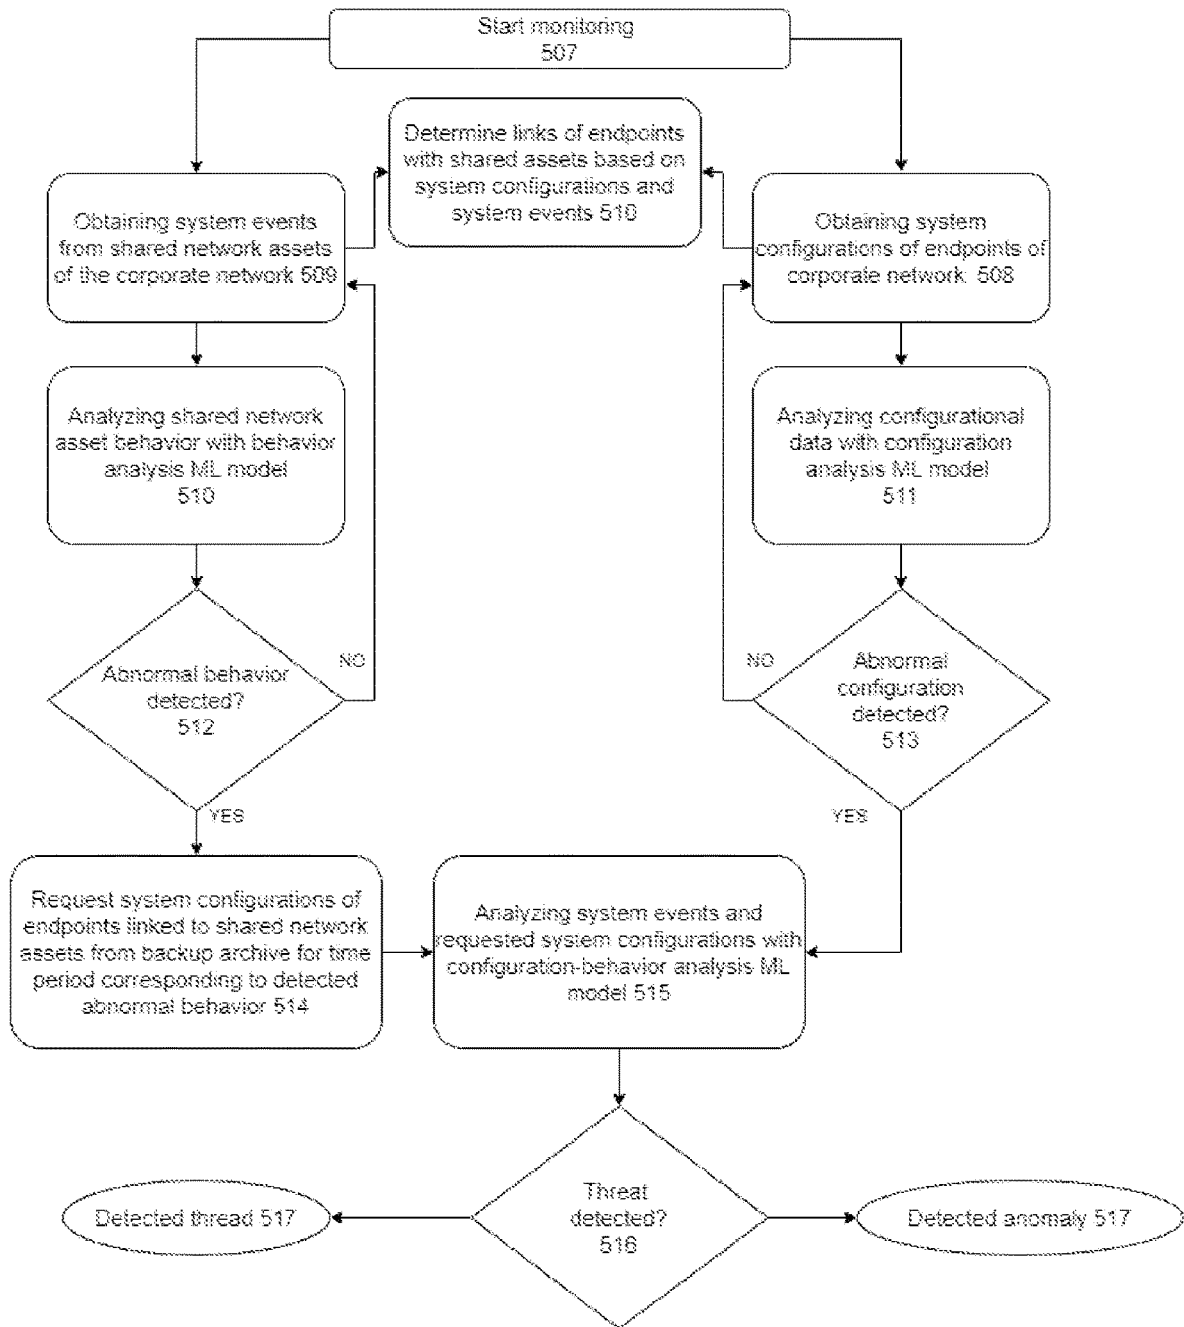 Start monitoring
507
Determine links of endpoints
with shared assets based on
system configurations and
system events 510
Obtaining system events
from shared network assets
of the corporate network 509
Obtaining system
configurations of endpoints of
corporate network 508
Analyzing shared network
asset behavior with behavior
analysis ML model
510
Analyzing configurational
data with configuration
analysis ML model
511
Abnormal behavior
detected?
512
NO
NO
Abnormal
configuration
detected?
513
YES
YES
Request system configurations of
endpoints linked to shared network
assets from backup archive for time
period corresponding to detected
abnormal behavior 514
Analyzing system events and
requested system configurations with
configuration-behavior analysis ML
model 515
Threat
detected?
516
Detected thread 517
Detected anomaly 517